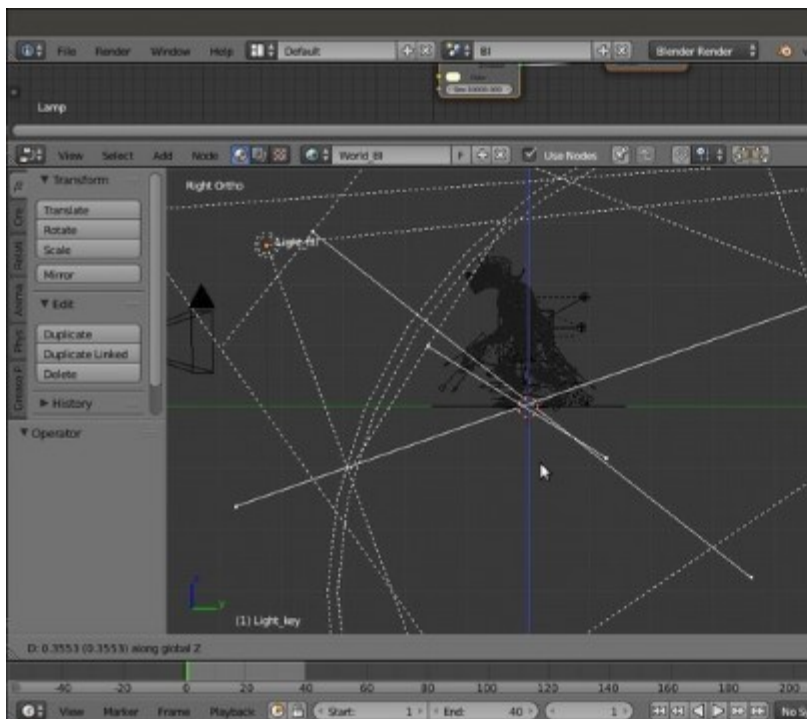 File Render Window Help Default BI Blender Render
Color
Lamp
View Select Add Node World_BI F Use Nodes
Transform
Right Ortho
Translate
Rotate
Scale
Mirror
Edit
Duplicate
Duplicate Linked
Delete
History
Operator
z
y
(1) Light_key
D: 0.3553 (0.3553) along global Z
-40 -20 0 20 40 60 80 100 120 140 160 180 200
View Marker Frame Playback Start: 1 End: 40 1